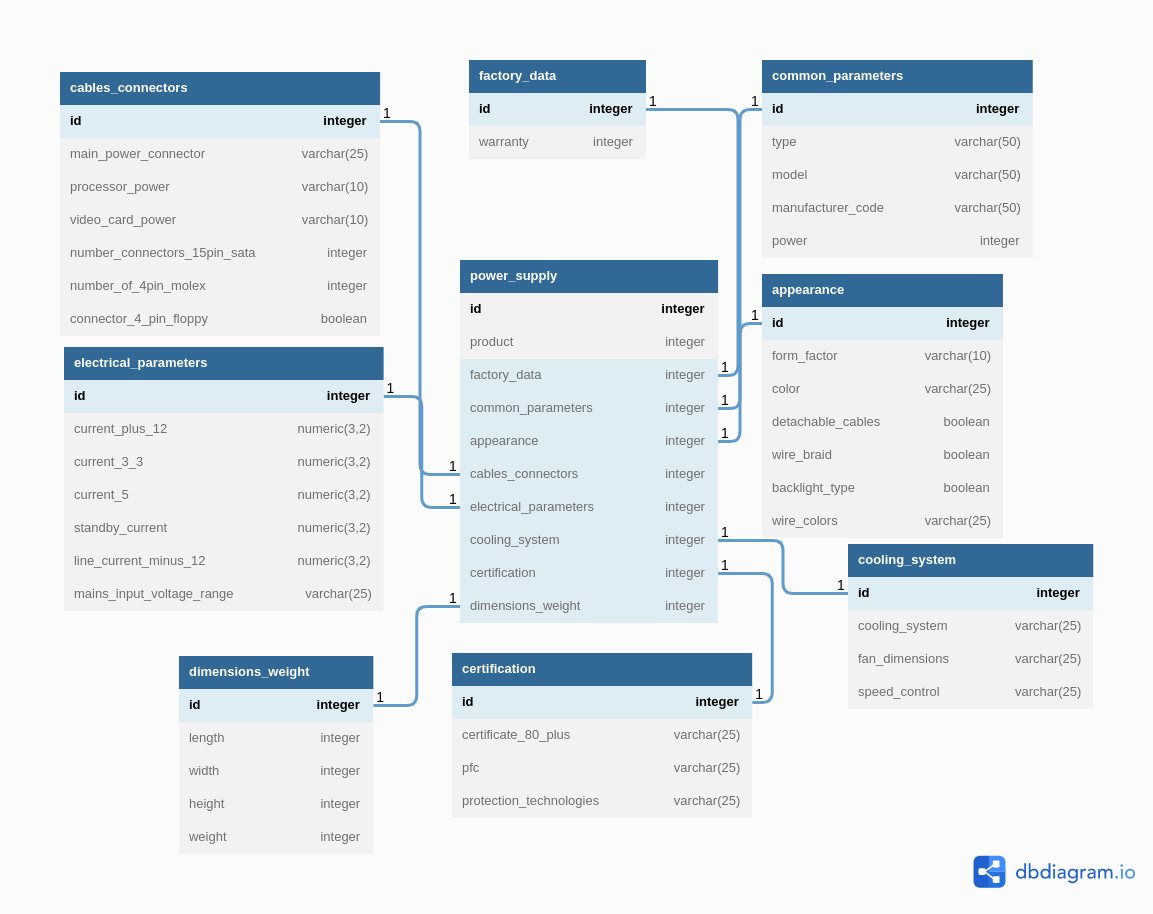 cables_connectors
id integer
main_power_connector varchar(25)
processor_power varchar(10)
video_card_power varchar(10)
number_connectors_15pin_sata integer
number_of_4pin_molex integer
connector_4_pin_floppy boolean
1
factory_data
id integer
warranty integer
1
common_parameters
id integer
type varchar(50)
model varchar(50)
manufacturer_code varchar(50)
power integer
1
electrical_parameters
id integer
current_plus_12 numeric(3,2)
current_3_3 numeric(3,2)
current_5 numeric(3,2)
standby_current numeric(3,2)
line_current_minus_12 numeric(3,2)
mains_input_voltage_range varchar(25)
1
power_supply
id integer
product integer
factory_data integer 1
common_parameters integer 1
appearance integer 1
1 cables_connectors integer
1 electrical_parameters integer
cooling_system integer 1
certification integer 1
1 dimensions_weight integer
appearance
1
id integer
form_factor varchar(10)
color varchar(25)
detachable_cables boolean
wire_braid boolean
backlight_type boolean
wire_colors varchar(25)
cooling_system
1
id integer
cooling_system varchar(25)
fan_dimensions varchar(25)
speed_control varchar(25)
dimensions_weight
id integer 1
length integer
width integer
height integer
weight integer
certification
id integer 1
certificate_80_plus varchar(25)
pfc varchar(25)
protection_technologies varchar(25)
dbdiagram.io